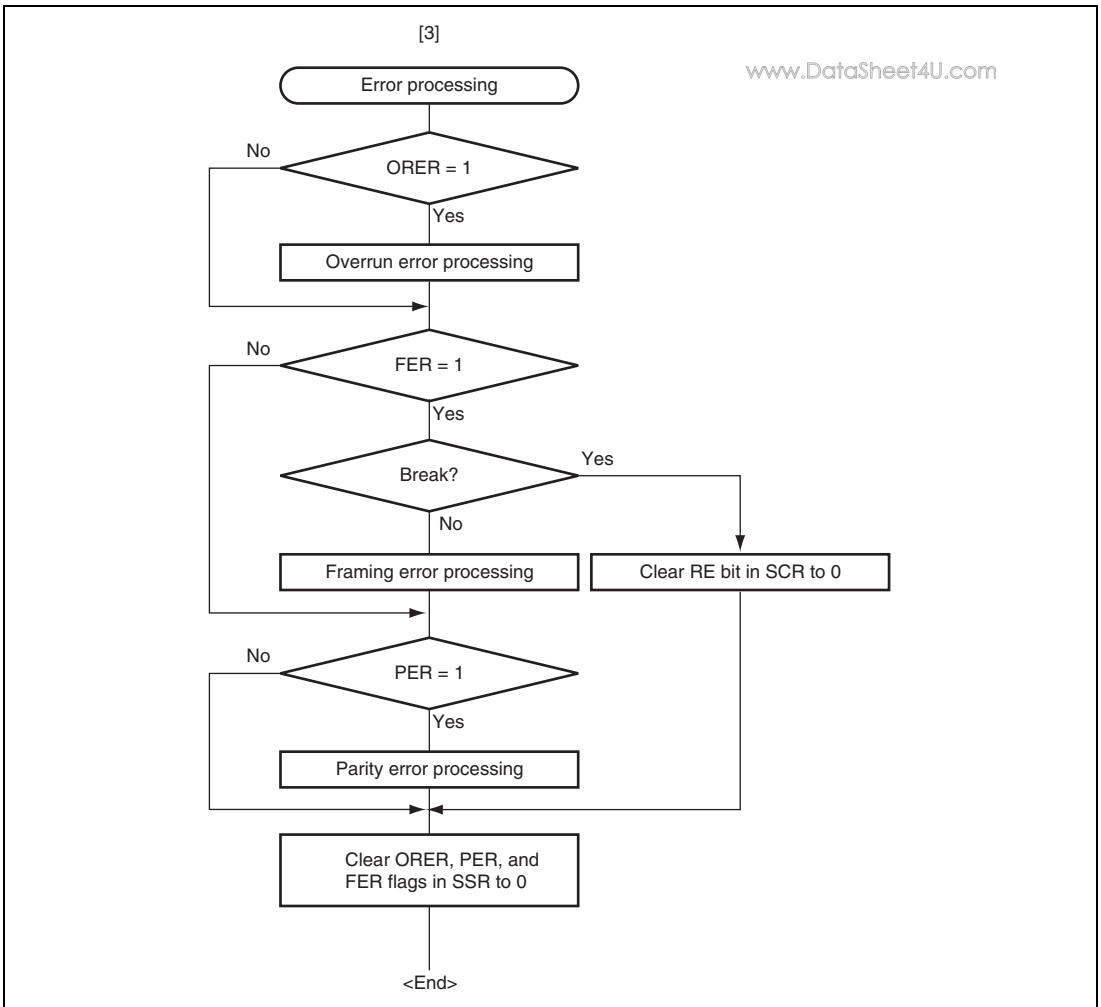 [3]
www.DataSheet4U.com
Error processing
No
ORER = 1
Yes
Overrun error processing
No
FER = 1
Yes
Break?
Yes
No
Framing error processing
Clear RE bit in SCR to 0
No
PER = 1
Yes
Parity error processing
Clear ORER, PER, and
FER flags in SSR to 0
<End>